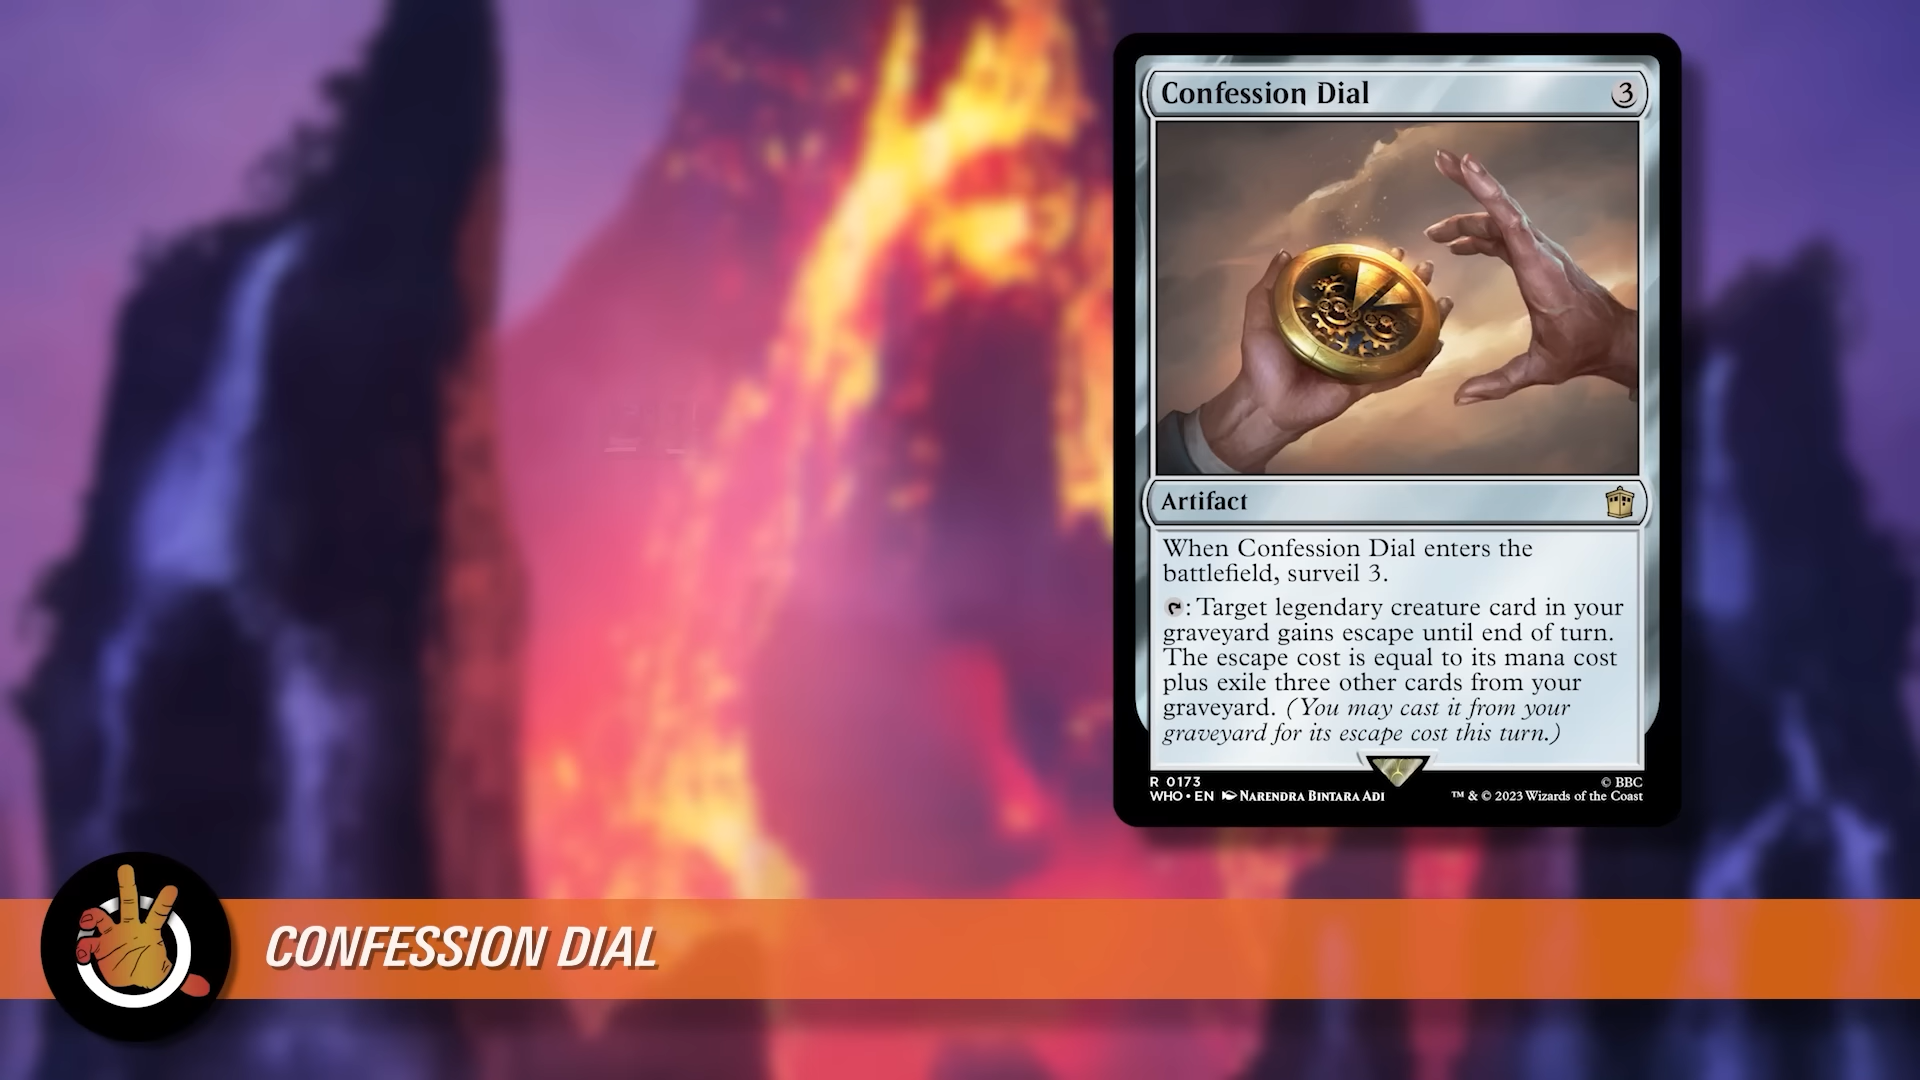 Confession Dial 3
Artifact
When Confession Dial enters the
battlefield, surveil 3.
: Target legendary creature card in your
graveyard gains escape until end of turn.
The escape cost is equal to its mana cost
plus exile three other cards from your
graveyard. (You may cast it from your
graveyard for its escape cost this turn.)
R 0173
© BBC
WHO • EN NARENDRA BINTARA ADI
™ & © 2023 Wizards of the Coast
CONFESSION DIAL